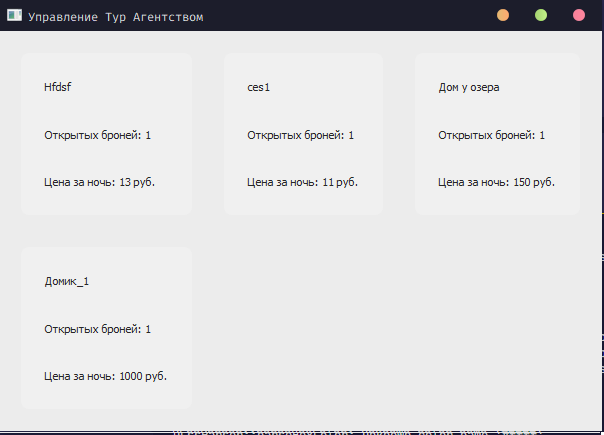 Управление Тур Агентством
Hfdsf
Открытых броней: 1
Цена за ночь: 13 руб.
ces1
Открытых броней: 1
Цена за ночь: 11 руб.
Дом у озера
Открытых броней: 1
Цена за ночь: 150 руб.
Домик_1
Открытых броней: 1
Цена за ночь: 1000 руб.